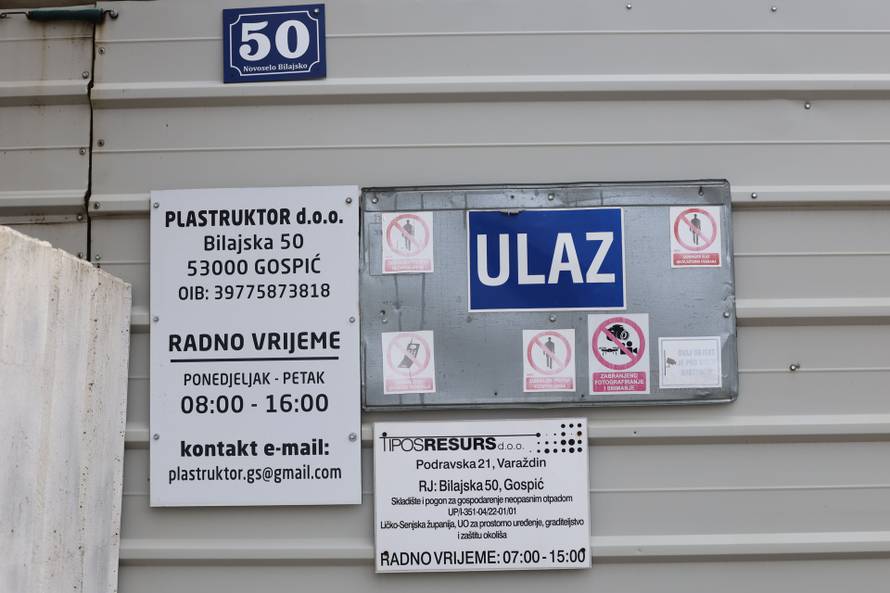 50
Novoselo Bilajsko
PLASTRUKTOR d.o.o.
Bilajska 50
53000 GOSPIĆ
OIB: 39775873818
RADNO VRIJEME
PONEDJELJAK - PETAK
08:00 - 16:00
kontakt e-mail:
plastruktor.gs@gmail.com
ULAZ
ZABRANJENO
FOTOGRAFIRANJE
I SNIMANJE
TIPOSRESURS d.o.o.
Podravska 21, Varaždin
RJ: Bilajska 50, Gospić
Skladište i pogon za gospodarenje neopasnim otpadom
UP/I-351-04/22-01/01
Ličko-Senjska županija, UO za prostorno uređenje, graditeljstvo
i zaštitu okoliša
RADNO VRIJEME: 07:00 - 15:00